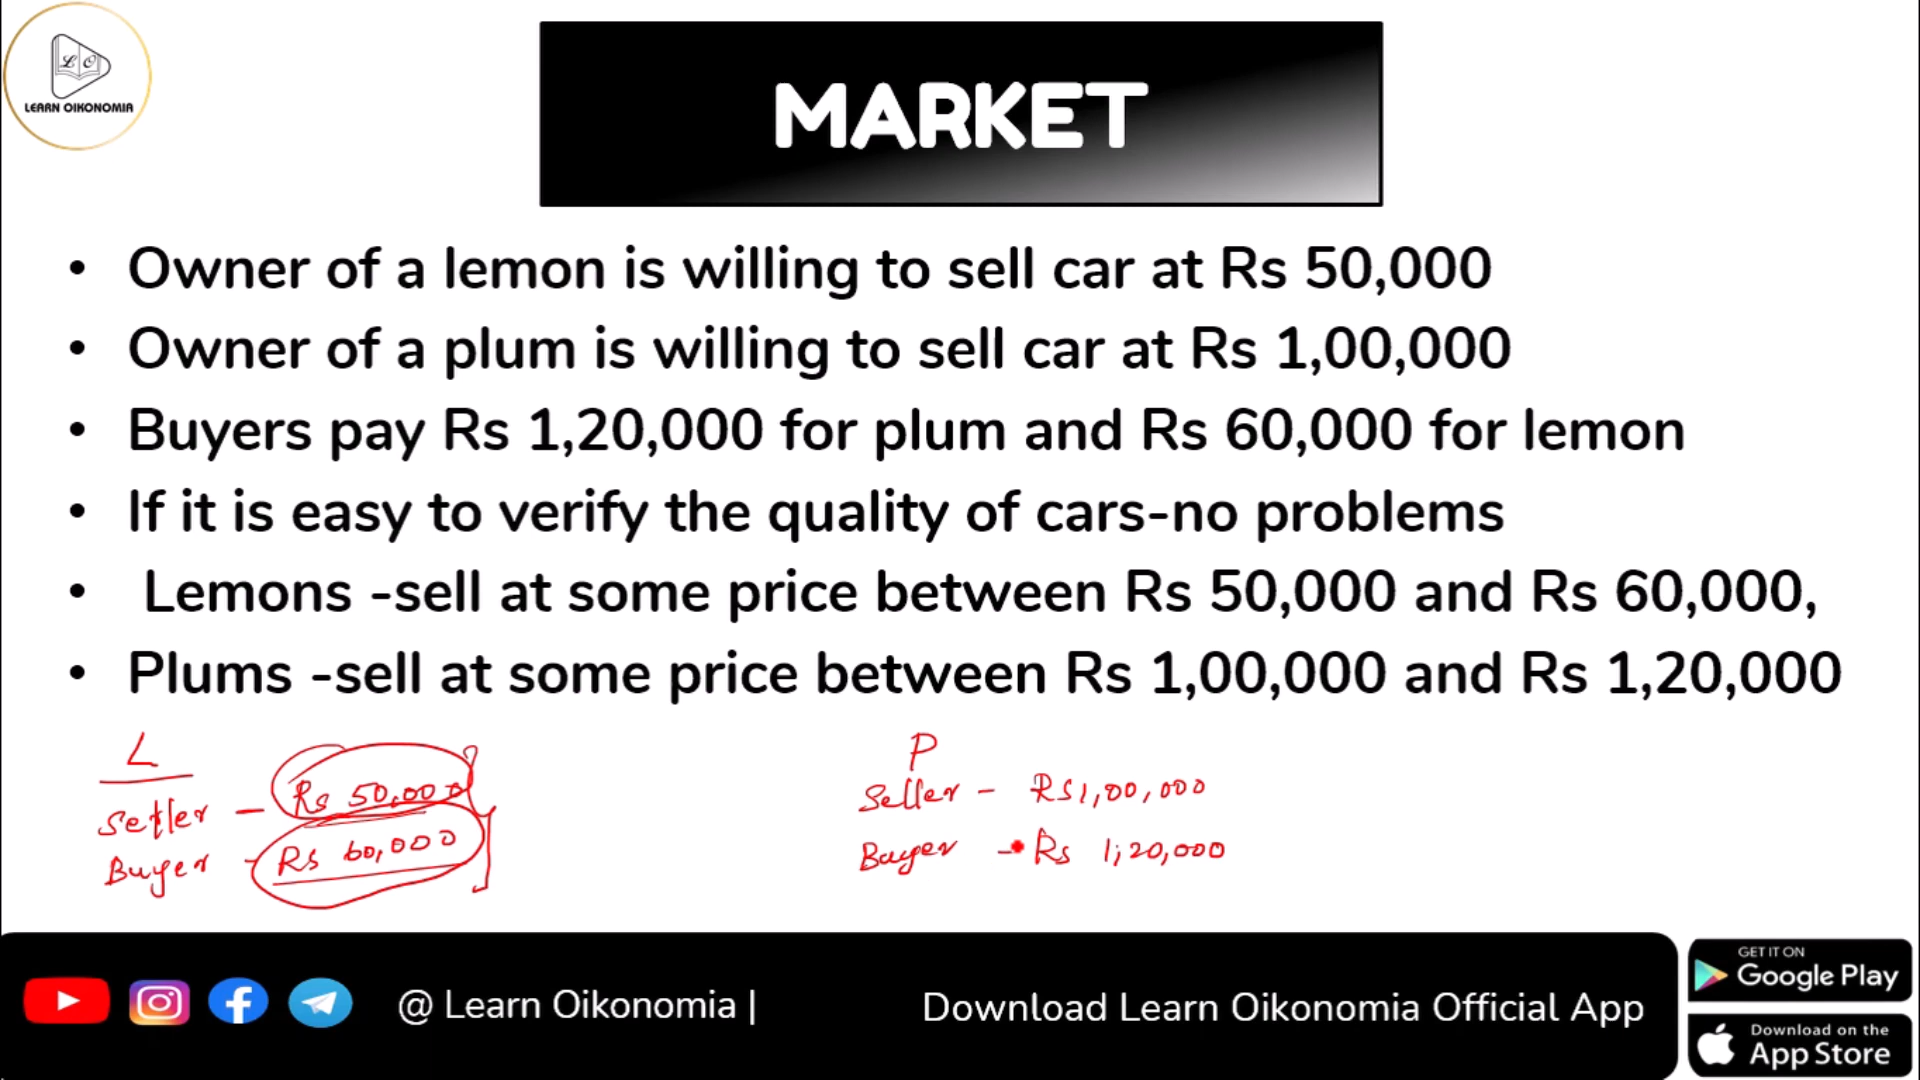 L O
LEARN OIKONOMIA
MARKET
• Owner of a lemon is willing to sell car at Rs 50,000
• Owner of a plum is willing to sell car at Rs 1,00,000
• Buyers pay Rs 1,20,000 for plum and Rs 60,000 for lemon
• If it is easy to verify the quality of cars-no problems
• Lemons -sell at some price between Rs 50,000 and Rs 60,000,
• Plums -sell at some price between Rs 1,00,000 and Rs 1,20,000
L
Seller - Rs 50,000
Buyer - Rs 60,000
P
Seller - RS1,00,000
Buyer - Rs 1,20,000
@ Learn Oikonomia |
Download Learn Oikonomia Official App
GET IT ON
Google Play
Download on the
App Store